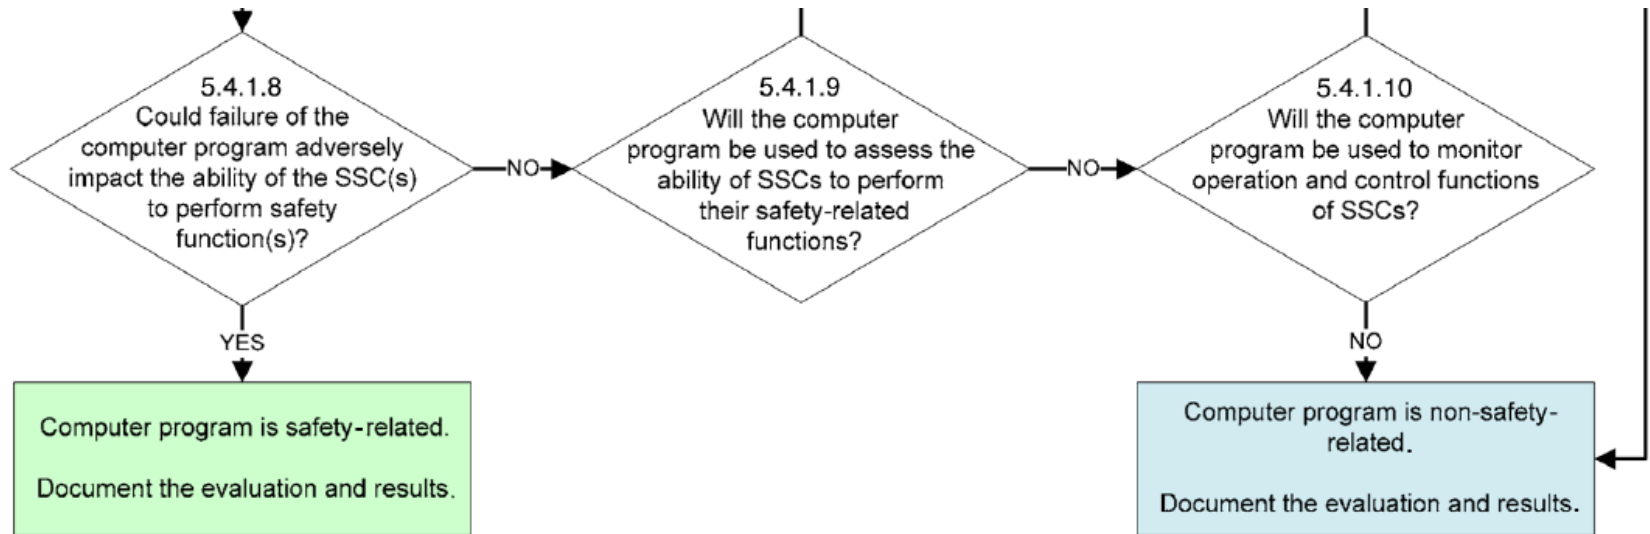 5.4.1.8
Could failure of the
computer program adversely
impact the ability of the SSC(s)
to perform safety
function(s)?
NO
5.4.1.9
Will the computer
program be used to assess the
ability of SSCs to perform
their safety-related
functions?
NO
5.4.1.10
Will the computer
program be used to monitor
operation and control functions
of SSCs?
YES
NO
Computer program is safety-related.
Document the evaluation and results.
Computer program is non-safety-
related.
Document the evaluation and results.